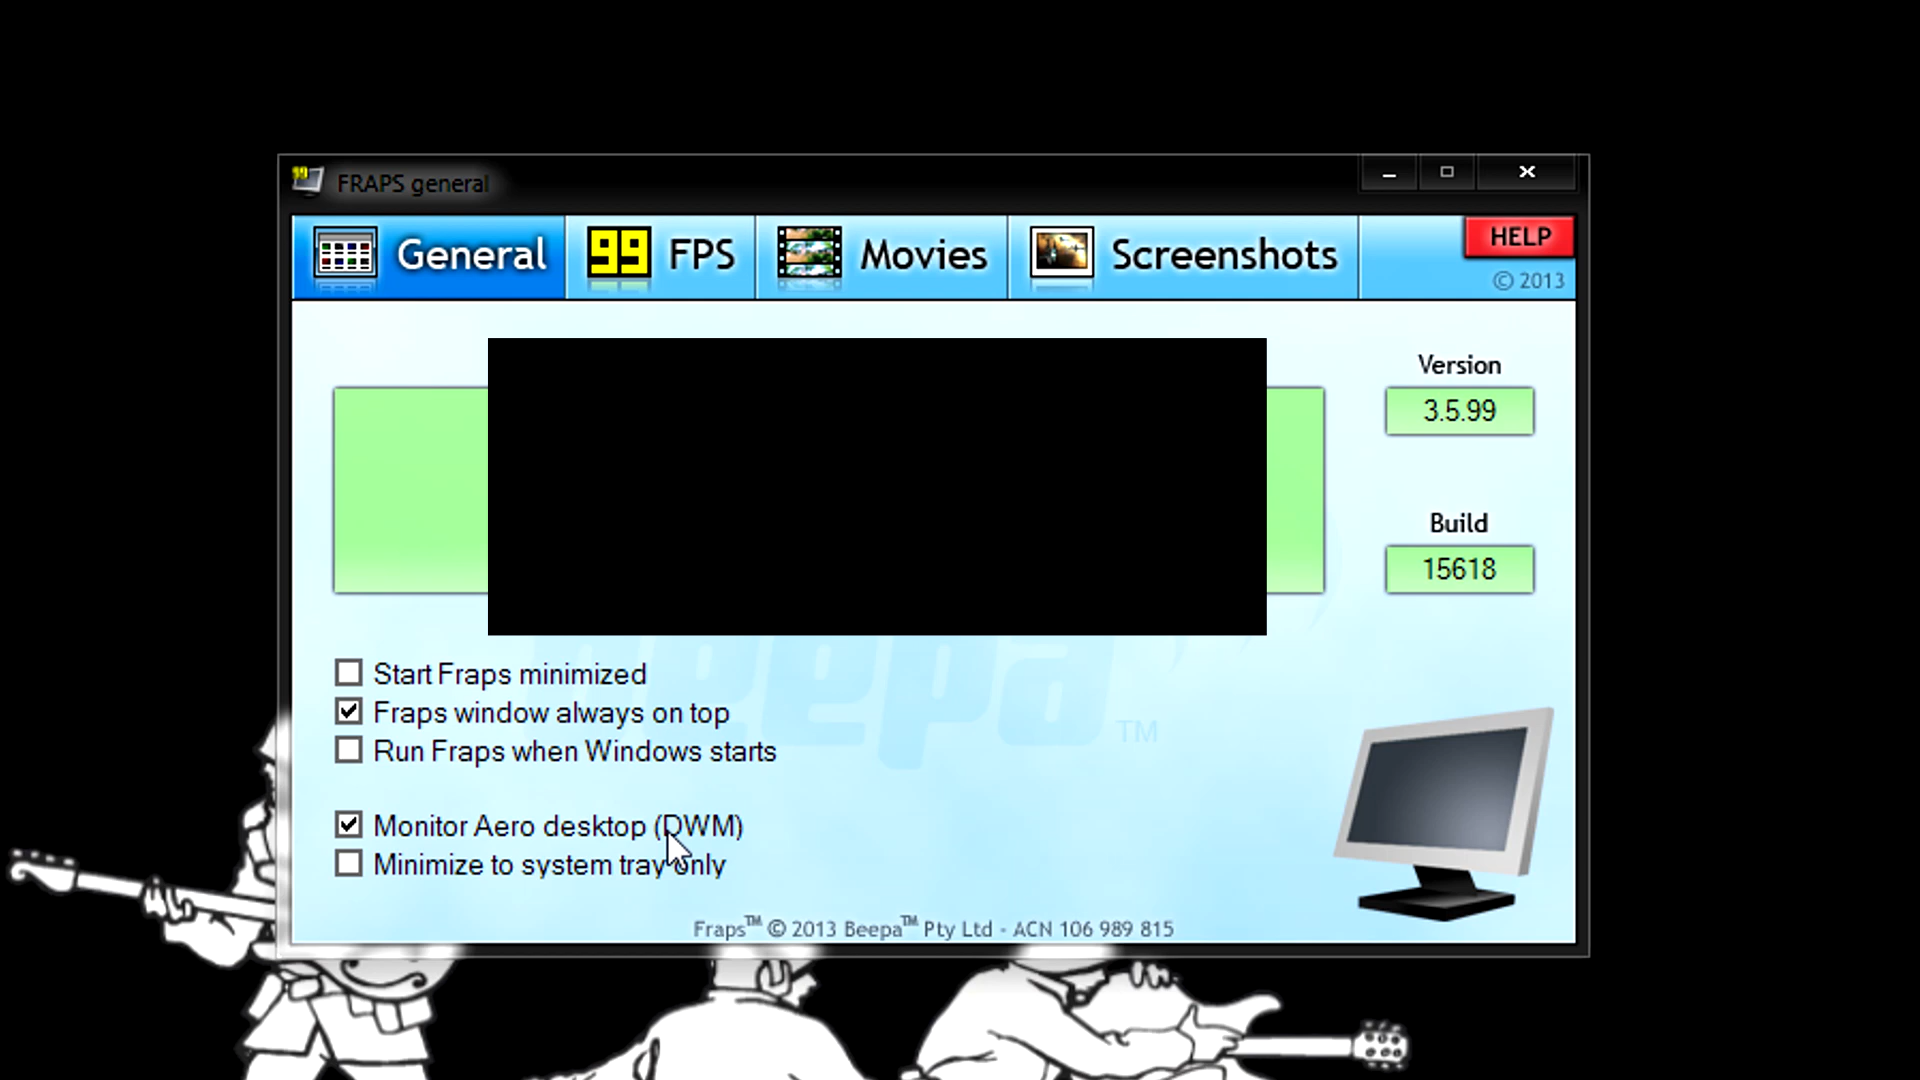 FRAPS general
General
99 FPS
Movies
Screenshots
HELP
© 2013
Version
3.5.99
Build
15618
beepa™
Start Fraps minimized
Fraps window always on top
Run Fraps when Windows starts
Monitor Aero desktop (DWM)
Minimize to system tray only
Fraps™ © 2013 Beepa™ Pty Ltd - ACN 106 989 815